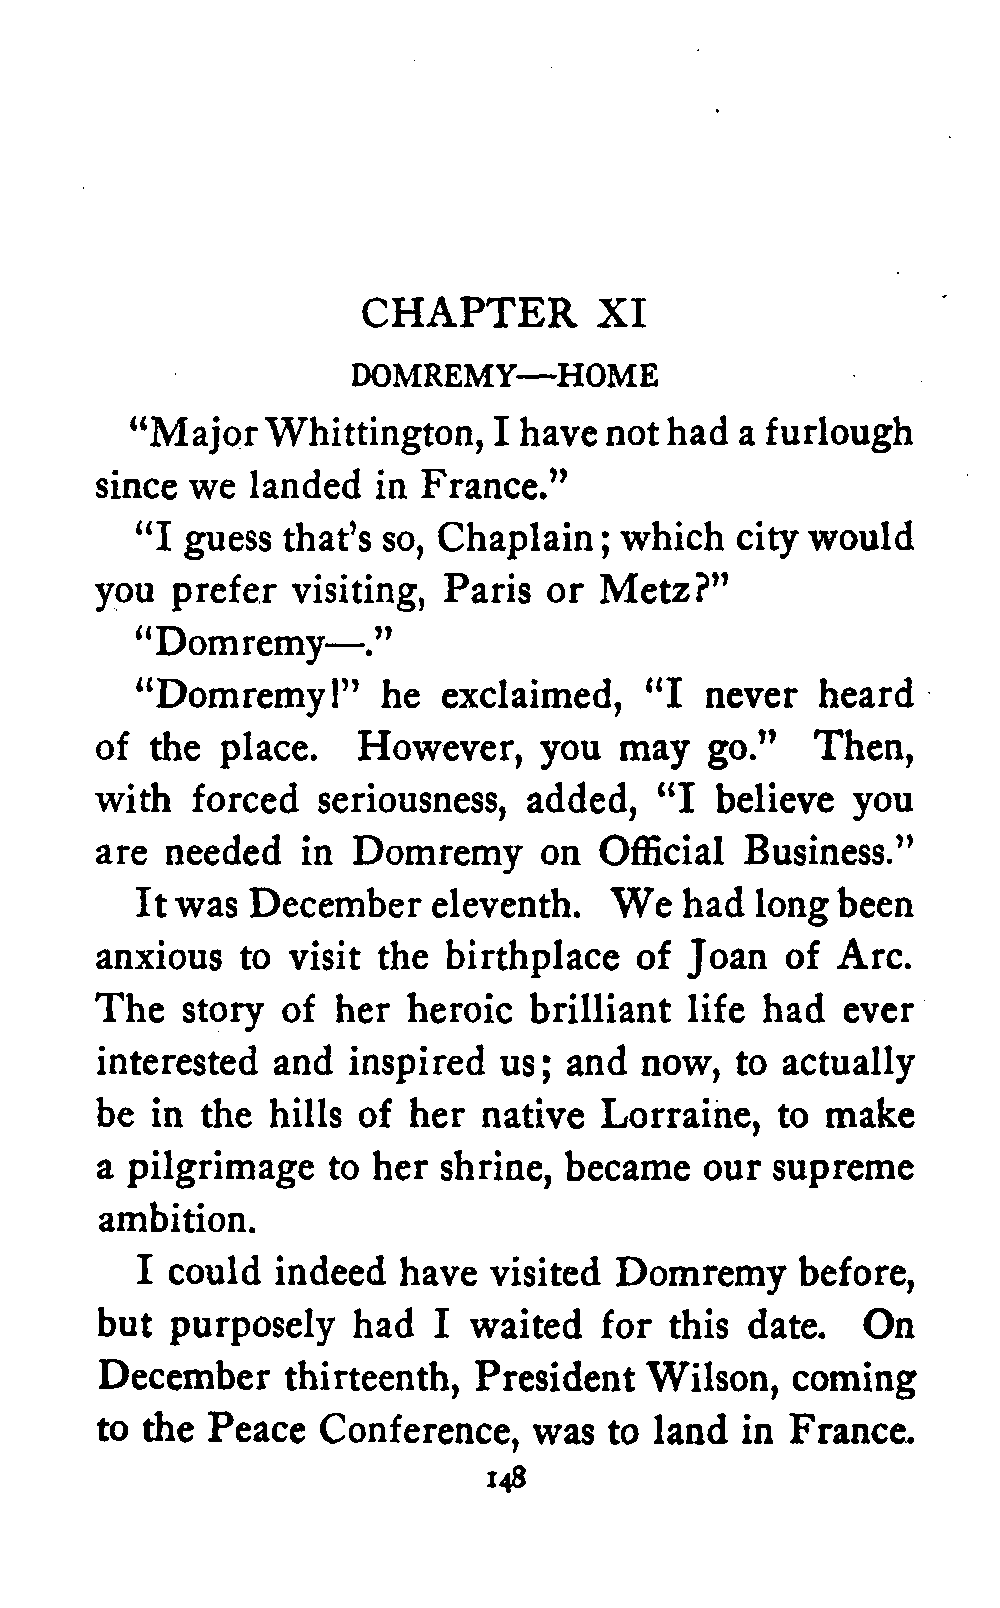 CHAPTER XI
DOMREMY—HOME
“Major Whittington, I have not had a furlough
since we landed in France.”
“I guess that’s so, Chaplain; which city would
you prefer visiting, Paris or Metz?”
“Domremy—.”
“Domremy!” he exclaimed, “I never heard
of the place. However, you may go.” Then,
with forced seriousness, added, “I believe you
are needed in Domremy on Official Business.”
It was December eleventh. We had long been
anxious to visit the birthplace of Joan of Arc.
The story of her heroic brilliant life had ever
interested and inspired us; and now, to actually
be in the hills of her native Lorraine, to make
a pilgrimage to her shrine, became our supreme
ambition.
I could indeed have visited Domremy before,
but purposely had I waited for this date. On
December thirteenth, President Wilson, coming
to the Peace Conference, was to land in France.
148